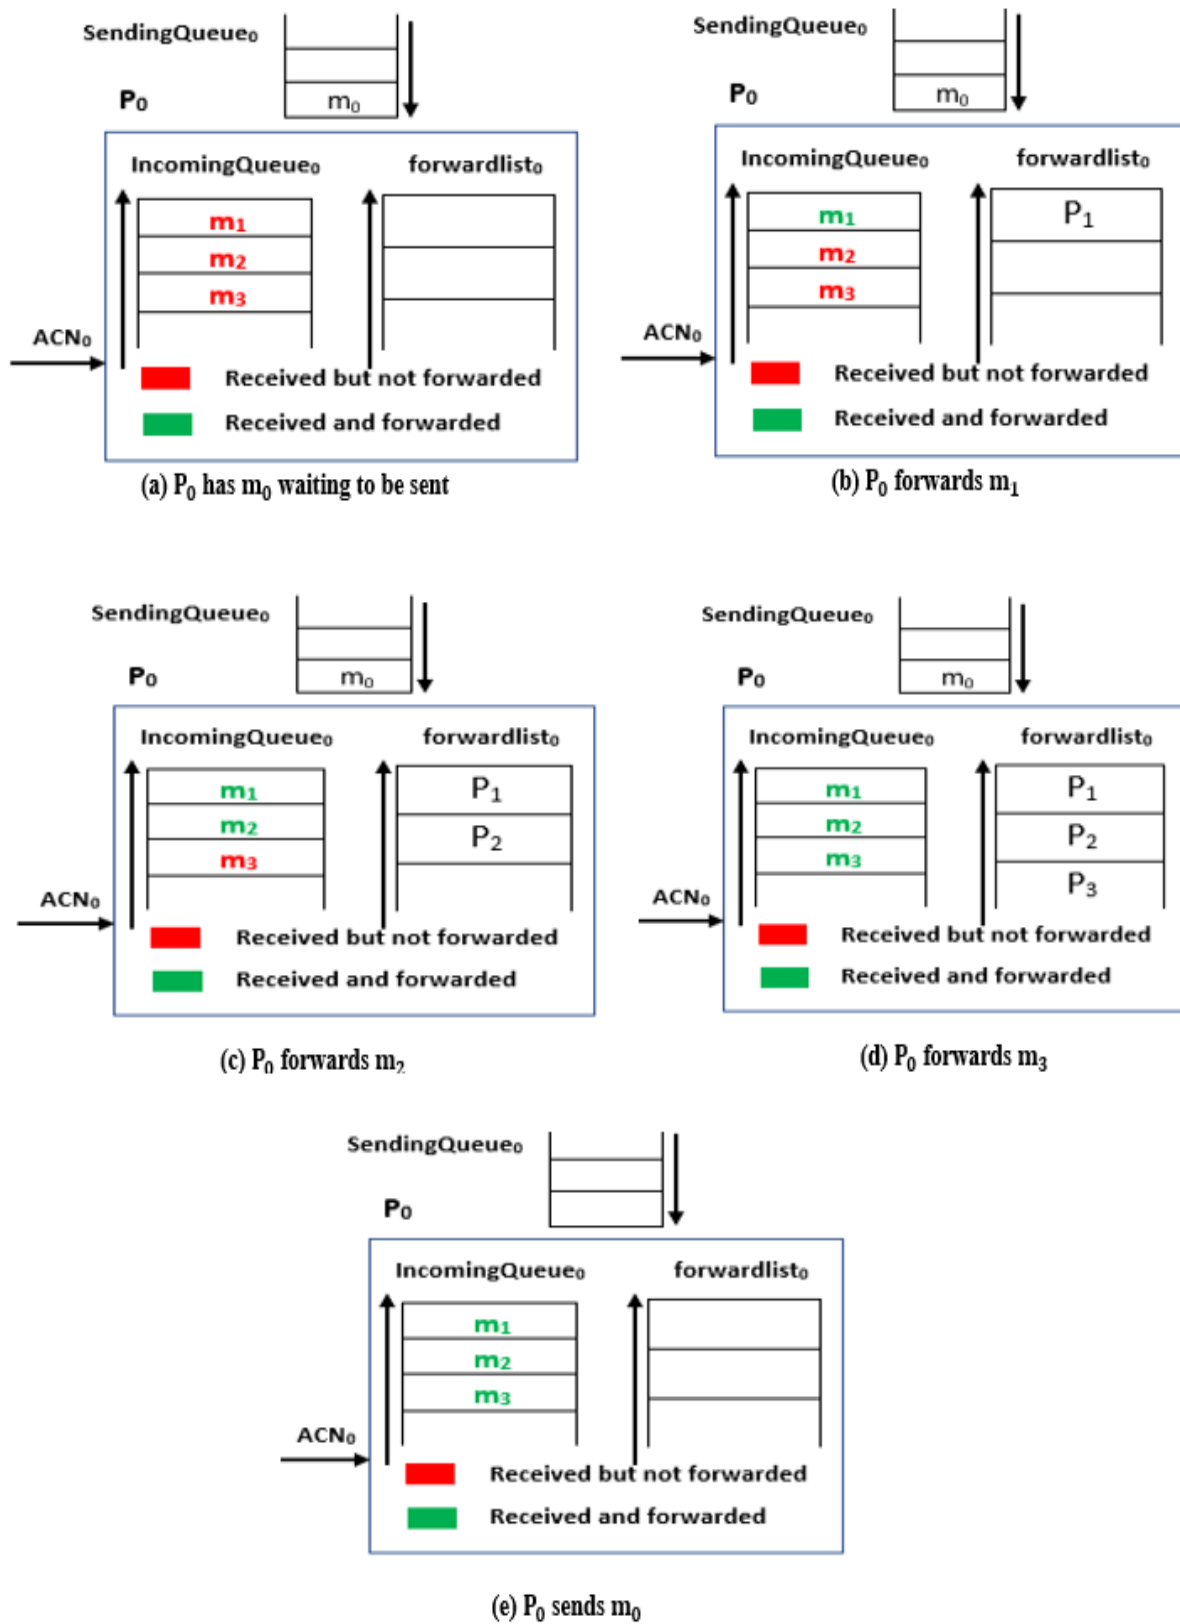 SendingQueue₀
m₀
P₀
IncomingQueue₀ forwardlist₀
m₁
m₂
m₃
ACN₀
Received but not forwarded
Received and forwarded
(a) P₀ has m₀ waiting to be sent
SendingQueue₀
m₀
P₀
IncomingQueue₀ forwardlist₀
m₁ P₁
m₂
m₃
ACN₀
Received but not forwarded
Received and forwarded
(b) P₀ forwards m₁
SendingQueue₀
P₀ m₀
IncomingQueue₀ forwardlist₀
m₁ P₁
m₂ P₂
m₃
ACN₀
Received but not forwarded
Received and forwarded
(c) P₀ forwards m₂
SendingQueue₀
P₀ m₀
IncomingQueue₀ forwardlist₀
m₁ P₁
m₂ P₂
m₃ P₃
ACN₀
Received but not forwarded
Received and forwarded
(d) P₀ forwards m₃
SendingQueue₀
P₀
IncomingQueue₀ forwardlist₀
m₁
m₂
m₃
ACN₀
Received but not forwarded
Received and forwarded
(e) P₀ sends m₀